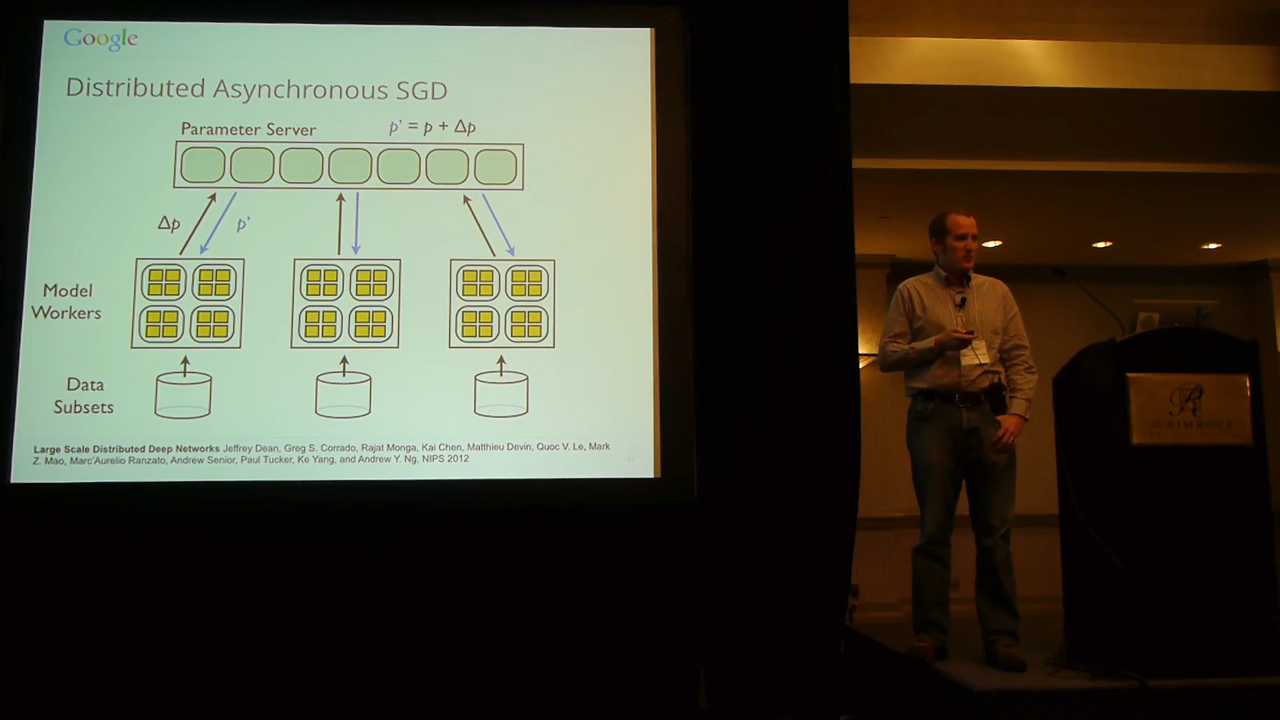 Google
Distributed Asynchronous SGD
Parameter Server
p' = p + Δp
Δp
p'
Model
Workers
Data
Subsets
Large Scale Distributed Deep Networks Jeffrey Dean, Greg S. Corrado, Rajat Monga, Kai Chen, Matthieu Devin, Quoc V. Le, Mark
Z. Mao, Marc'Aurelio Ranzato, Andrew Senior, Paul Tucker, Ke Yang, and Andrew Y. Ng, NIPS 2012